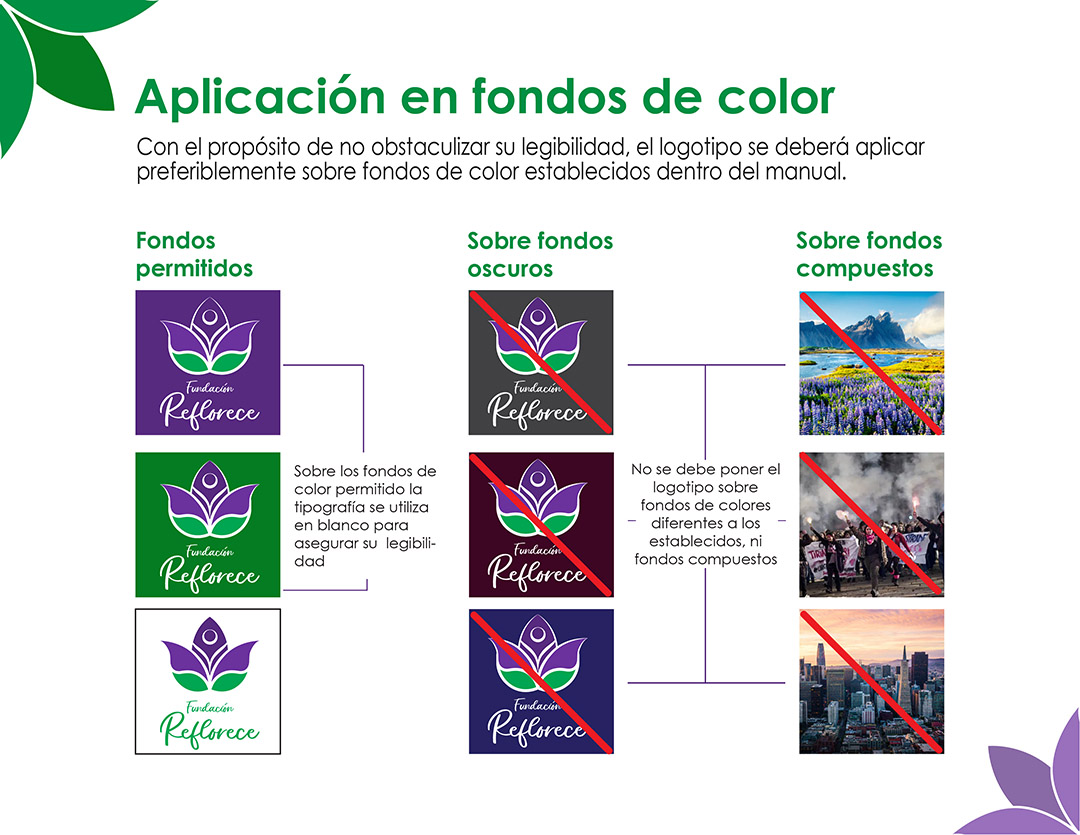 Aplicación en fondos de color
Con el propósito de no obstaculizar su legibilidad, el logotipo se deberá aplicar
preferiblemente sobre fondos de color establecidos dentro del manual.
Fondos
permitidos
Fundación
Reflorece
Fundación
Reflorece
Fundación
Reflorece
Sobre los fondos de
color permitido la
tipografía se utiliza
en blanco para
asegurar su legibili-
dad
Sobre fondos
oscuros
Fundación
Reflorece
Fundación
Reflorece
Fundación
Reflorece
No se debe poner el
logotipo sobre
fondos de colores
diferentes a los
establecidos, ni
fondos compuestos
Sobre fondos
compuestos